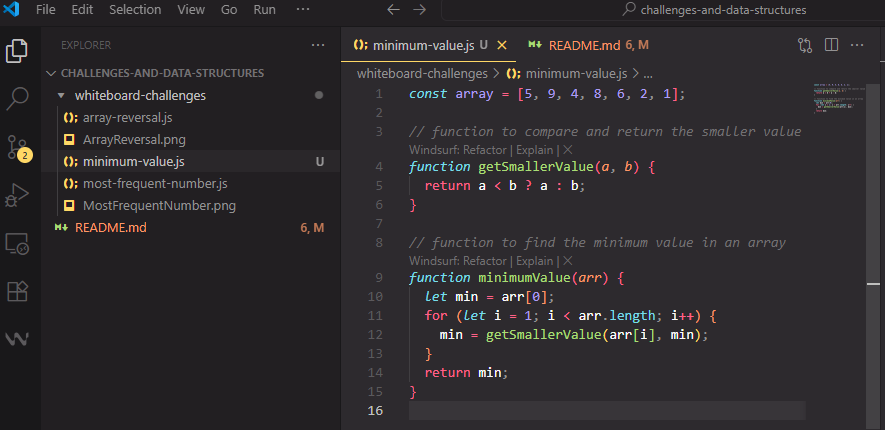 File Edit Selection View Go Run ...
challenges-and-data-structures
EXPLORER ...
CHALLENGES-AND-DATA-STRUCTURES
whiteboard-challenges
array-reversal.js
ArrayReversal.png
minimum-value.js U
most-frequent-number.js
MostFrequentNumber.png
README.md 6, M
2
minimum-value.js U
README.md 6, M
whiteboard-challenges > minimum-value.js > ...
1 const array = [5, 9, 4, 8, 6, 2, 1];
2
3 // function to compare and return the smaller value
Windsurf: Refactor | Explain | X
4 function getSmallerValue(a, b) {
5 return a < b ? a : b;
6 }
7
8 // function to find the minimum value in an array
Windsurf: Refactor | Explain | X
9 function minimumValue(arr) {
10 let min = arr[0];
11 for (let i = 1; i < arr.length; i++) {
12 min = getSmallerValue(arr[i], min);
13 }
14 return min;
15 }
16